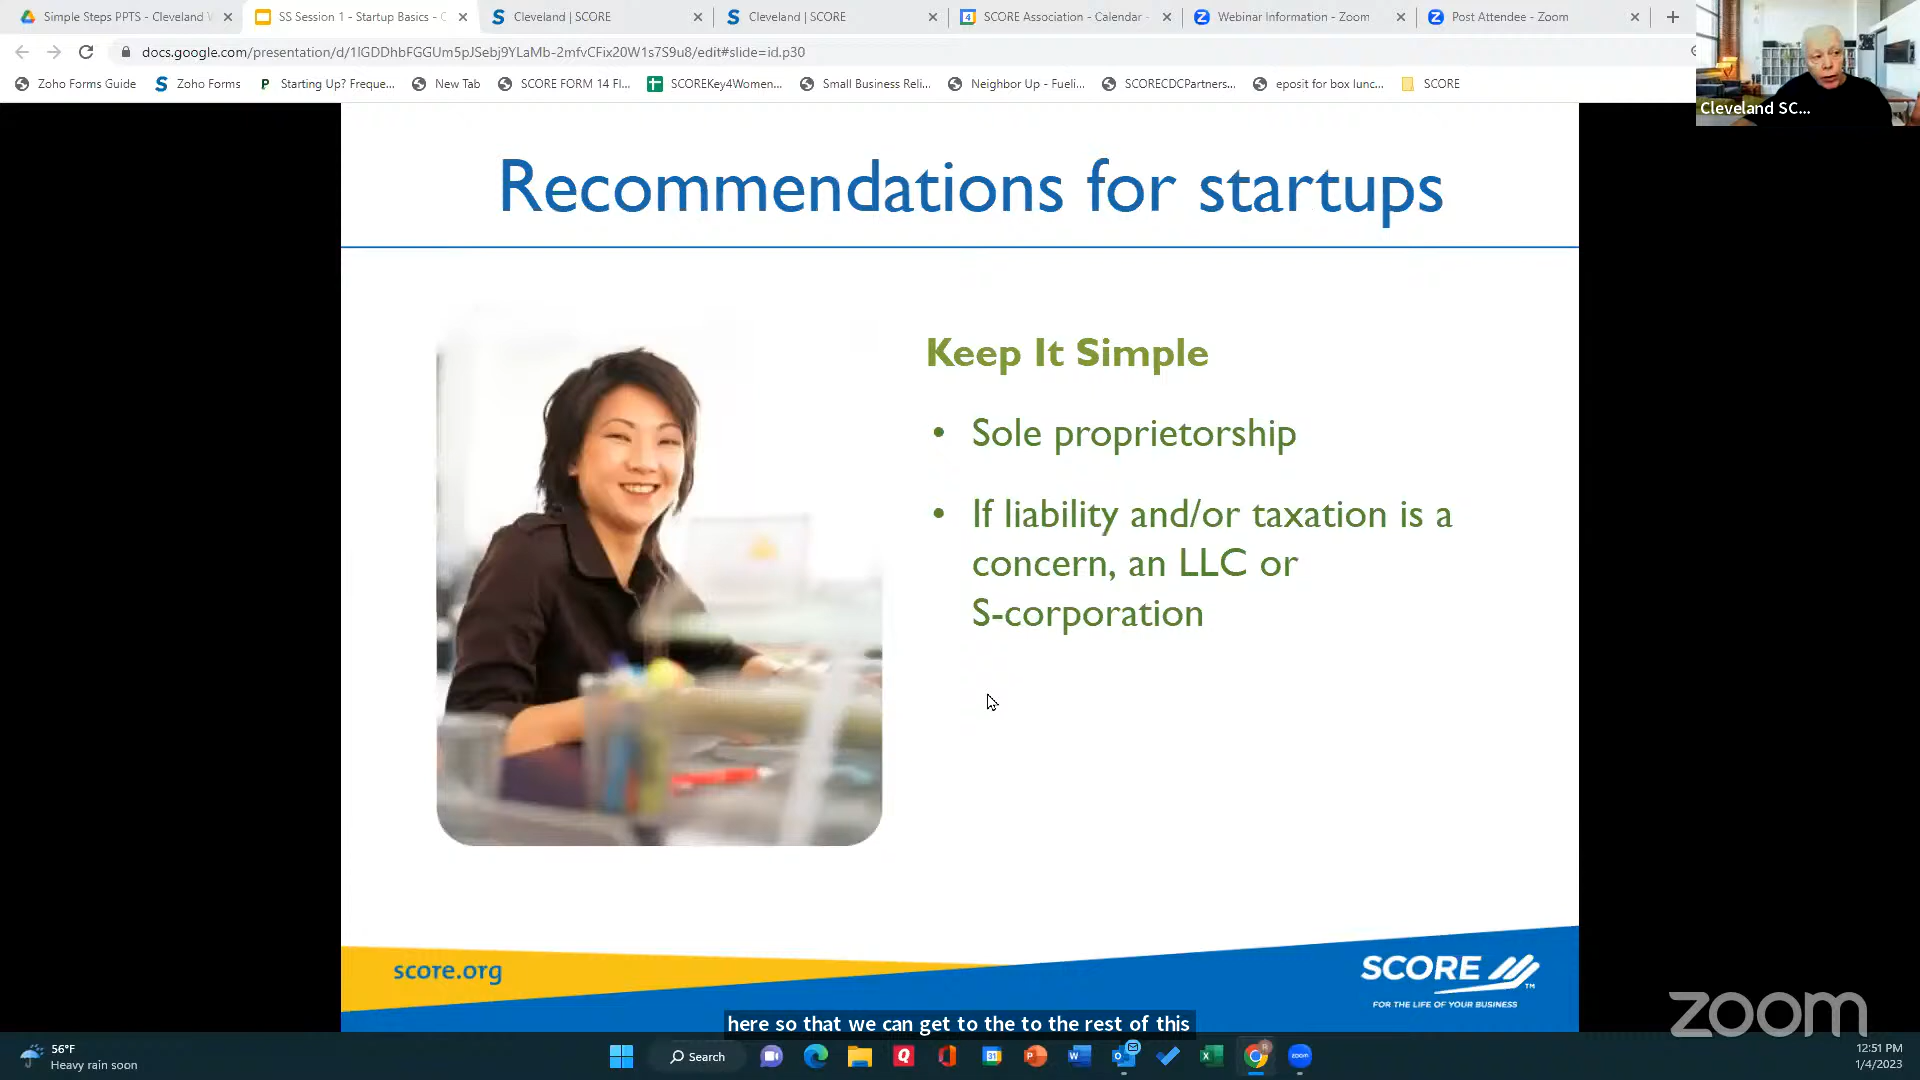 Simple Steps PPTS - Cleveland
SS Session 1 - Startup Basics -
Cleveland | SCORE
Cleveland | SCORE
SCORE Association - Calendar -
Webinar Information - Zoom
Post Attendee - Zoom
docs.google.com/presentation/d/1IGDDhbFGGUm5pJSebj9YLaMb-2mfvCFix20W1s7S9u8/edit#slide=id.p30
Zoho Forms Guide
Zoho Forms
Starting Up? Freque...
New Tab
SCORE FORM 14 Fl...
SCOREKey4Women...
Small Business Reli...
Neighbor Up - Fueli...
SCORECDCPartners...
eposit for box lunc...
SCORE
Cleveland SC...
Recommendations for startups
Keep It Simple
• Sole proprietorship
• If liability and/or taxation is a
concern, an LLC or
S-corporation
score.org
SCORE
TM
FOR THE LIFE OF YOUR BUSINESS
here so that we can get to the to the rest of this
zoom
56°F
Heavy rain soon
Search
12:51 PM
1/4/2023